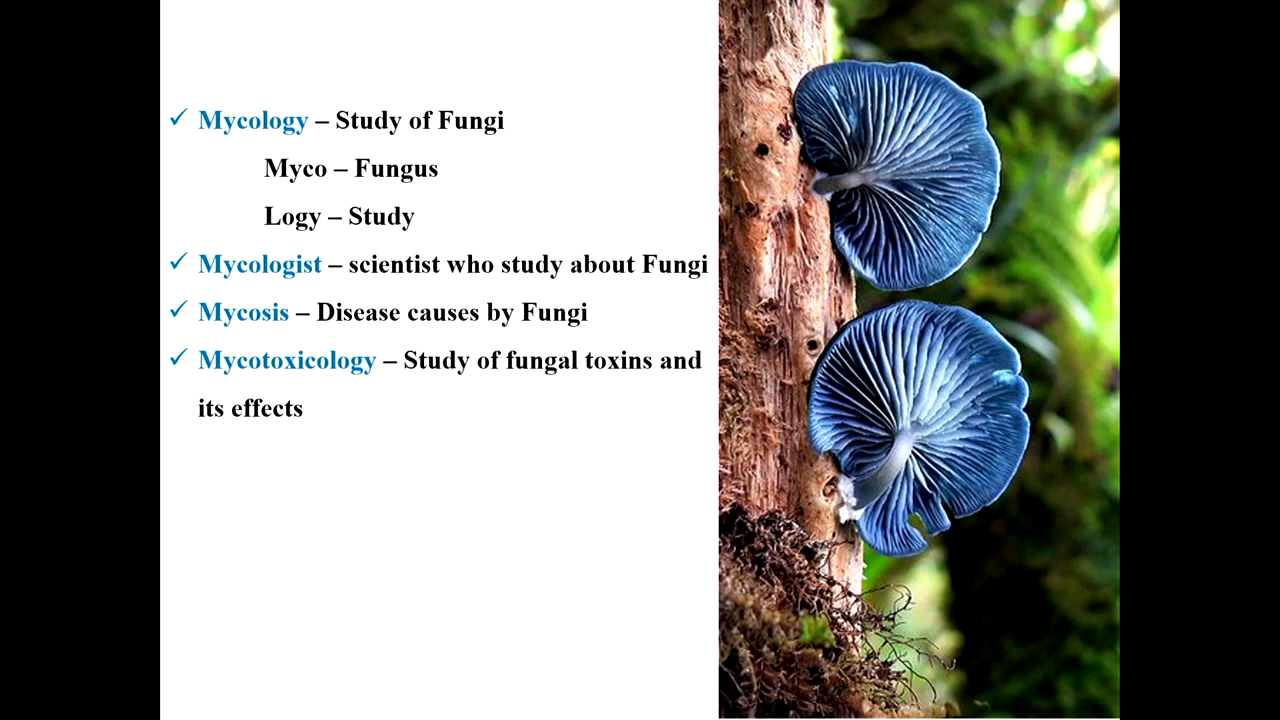 ✓ Mycology – Study of Fungi
Myco – Fungus
Logy – Study
✓ Mycologist – scientist who study about Fungi
✓ Mycosis – Disease causes by Fungi
✓ Mycotoxicology – Study of fungal toxins and
its effects